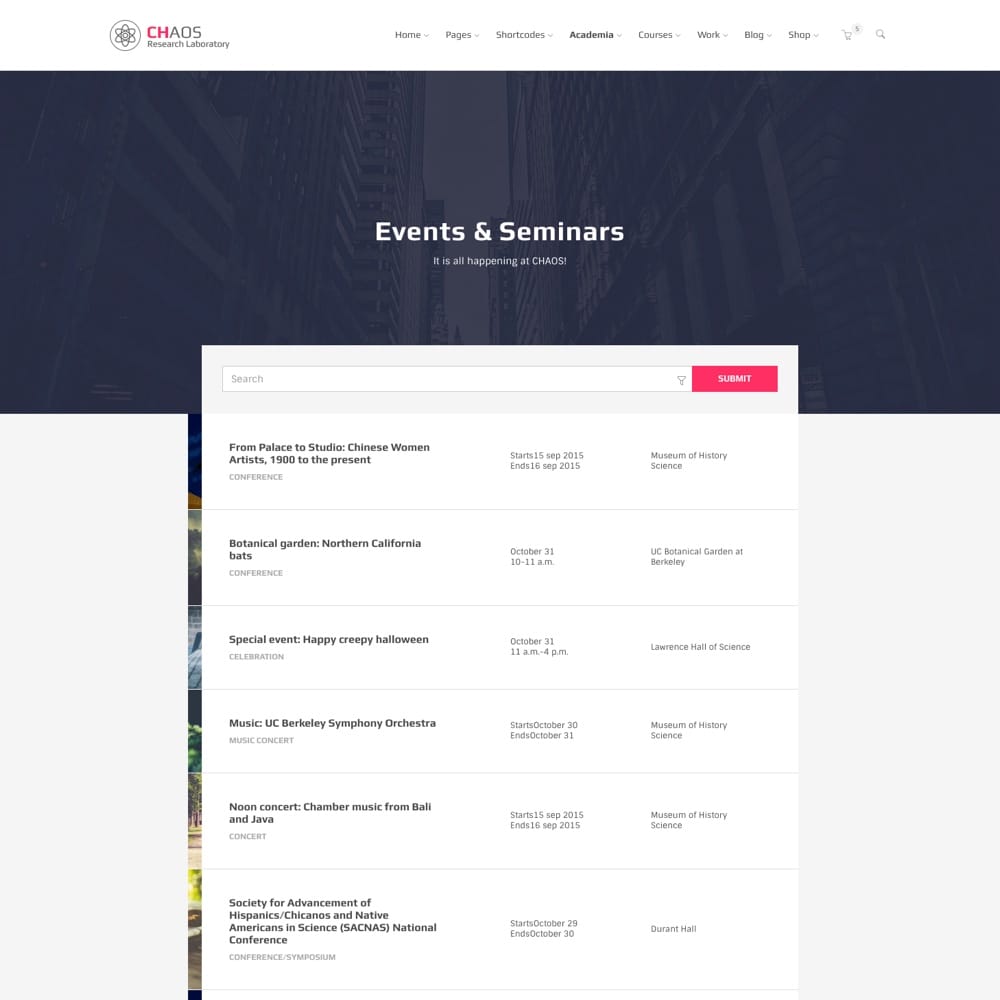 CHAOS
Research Laboratory
Home Pages Shortcodes Academia Courses Work Blog Shop 5
Events & Seminars
It is all happening at CHAOS!
Search
SUBMIT
From Palace to Studio: Chinese Women
Artists, 1900 to the present
CONFERENCE
Starts15 sep 2015
Ends16 sep 2015
Museum of History
Science
Botanical garden: Northern California
bats
CONFERENCE
October 31
10-11 a.m.
UC Botanical Garden at
Berkeley
Special event: Happy creepy halloween
CELEBRATION
October 31
11 a.m.-4 p.m.
Lawrence Hall of Science
Music: UC Berkeley Symphony Orchestra
MUSIC CONCERT
StartsOctober 30
EndsOctober 31
Museum of History
Science
Noon concert: Chamber music from Bali
and Java
CONCERT
Starts15 sep 2015
Ends16 sep 2015
Museum of History
Science
Society for Advancement of
Hispanics/Chicanos and Native
Americans in Science (SACNAS) National
Conference
CONFERENCE/SYMPOSIUM
StartsOctober 29
EndsOctober 30
Durant Hall